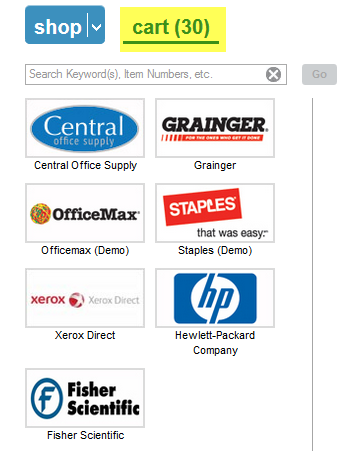 shop
cart (30)
Search Keyword(s), Item Numbers, etc.
Go
Central
office supply
GRAINGER
FOR THE ONES WHO GET IT DONE
Central Office Supply
Grainger
OfficeMax
STAPLES
that was easy.
Officemax (Demo)
Staples (Demo)
xerox
Xerox Direct
hp
Xerox Direct
Hewlett-Packard
Company
Fisher
Scientific
Fisher Scientific